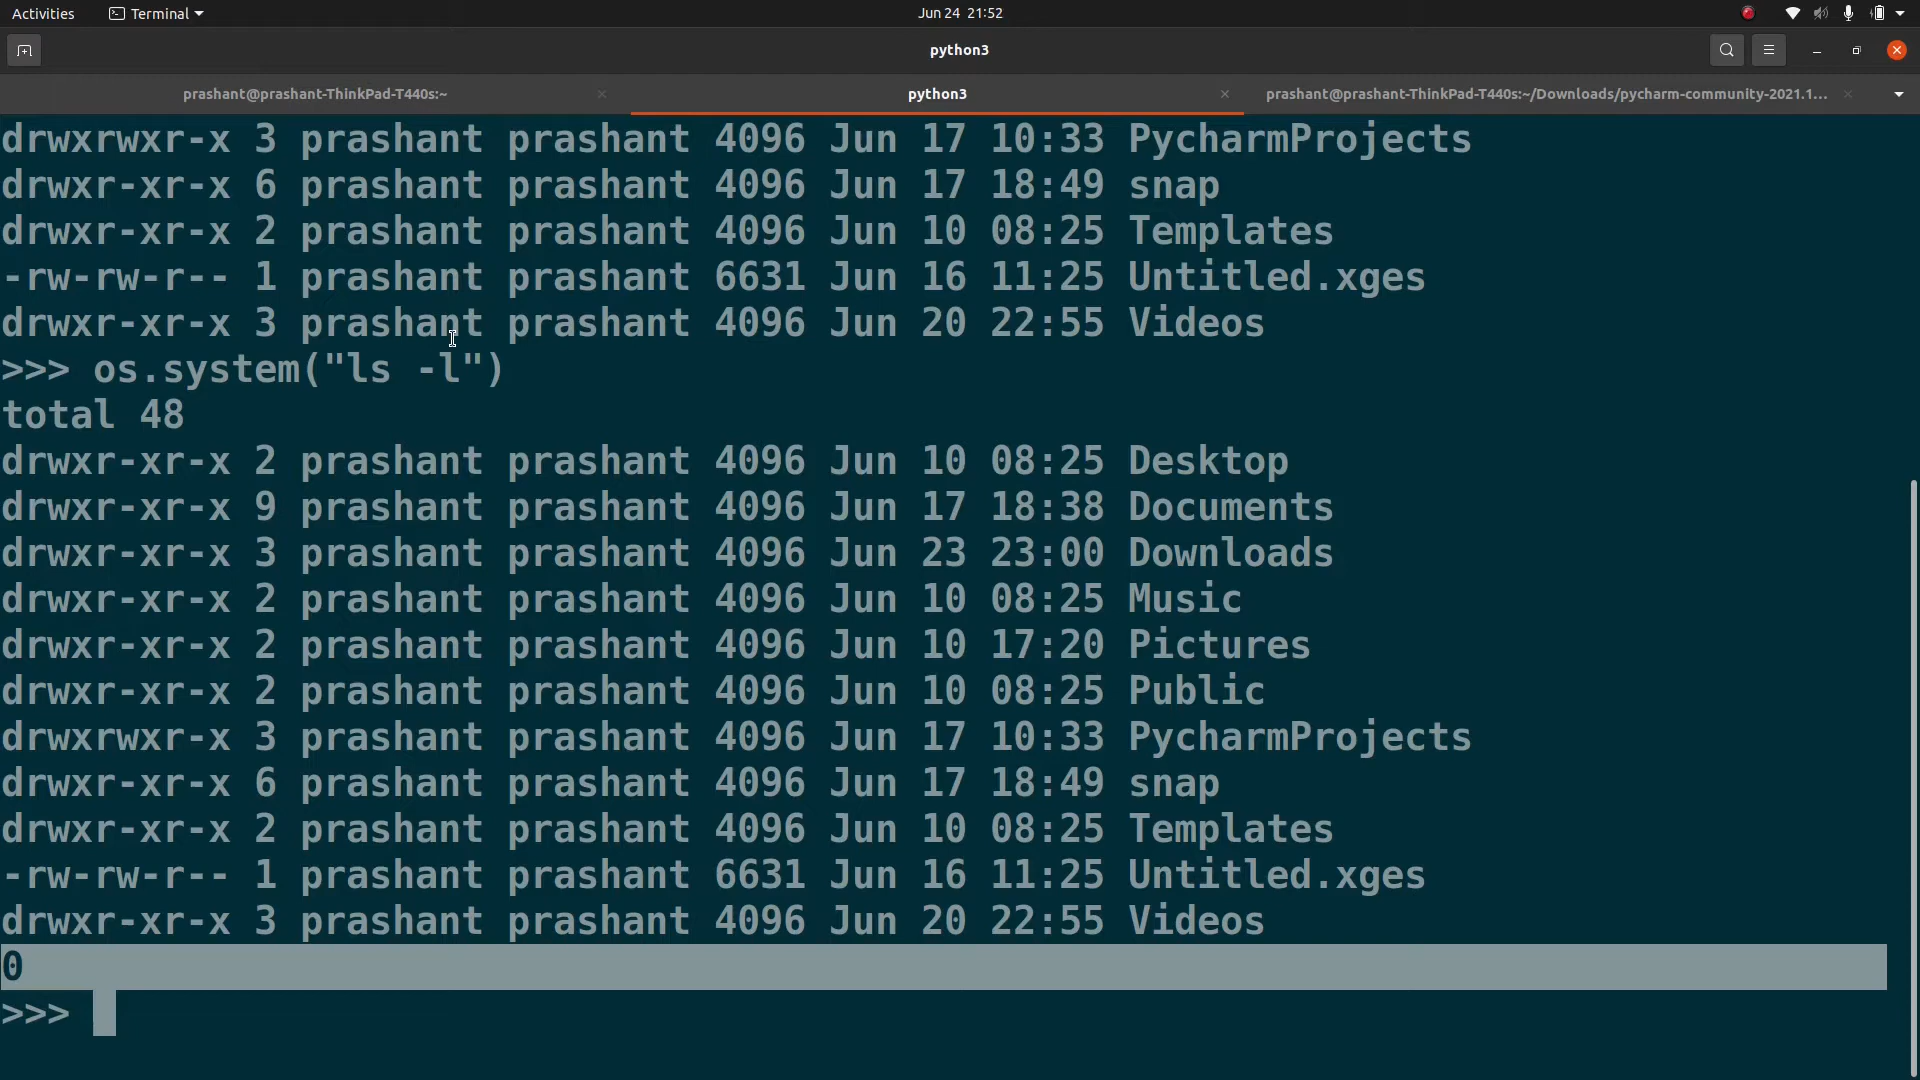 Activities Terminal Jun 24 21:52
python3
prashant@prashant-ThinkPad-T440s:~ × python3 × prashant@prashant-ThinkPad-T440s:~/Downloads/pycharm-community-2021.1... ×
drwxrwxr-x 3 prashant prashant 4096 Jun 17 10:33 PycharmProjects
drwxr-xr-x 6 prashant prashant 4096 Jun 17 18:49 snap
drwxr-xr-x 2 prashant prashant 4096 Jun 10 08:25 Templates
-rw-rw-r-- 1 prashant prashant 6631 Jun 16 11:25 Untitled.xges
drwxr-xr-x 3 prashant prashant 4096 Jun 20 22:55 Videos
>>> os.system("ls -l")
total 48
drwxr-xr-x 2 prashant prashant 4096 Jun 10 08:25 Desktop
drwxr-xr-x 9 prashant prashant 4096 Jun 17 18:38 Documents
drwxr-xr-x 3 prashant prashant 4096 Jun 23 23:00 Downloads
drwxr-xr-x 2 prashant prashant 4096 Jun 10 08:25 Music
drwxr-xr-x 2 prashant prashant 4096 Jun 10 17:20 Pictures
drwxr-xr-x 2 prashant prashant 4096 Jun 10 08:25 Public
drwxrwxr-x 3 prashant prashant 4096 Jun 17 10:33 PycharmProjects
drwxr-xr-x 6 prashant prashant 4096 Jun 17 18:49 snap
drwxr-xr-x 2 prashant prashant 4096 Jun 10 08:25 Templates
-rw-rw-r-- 1 prashant prashant 6631 Jun 16 11:25 Untitled.xges
drwxr-xr-x 3 prashant prashant 4096 Jun 20 22:55 Videos
0
>>>